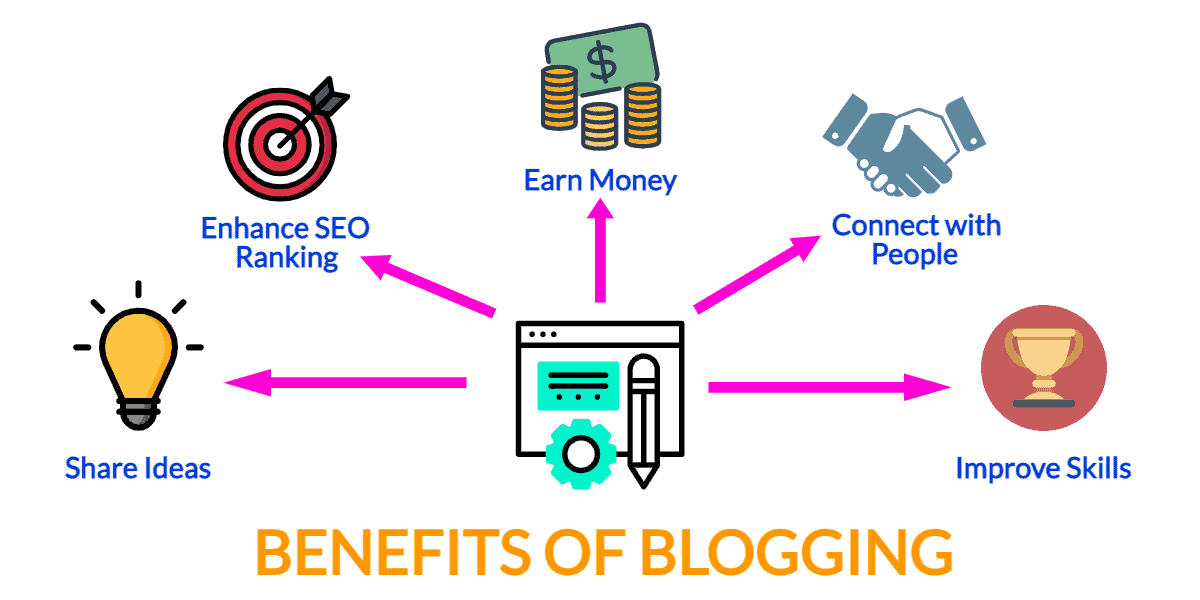 $
Earn Money
Enhance SEO
Ranking
Connect with
People
Share Ideas
Improve Skills
BENEFITS OF BLOGGING